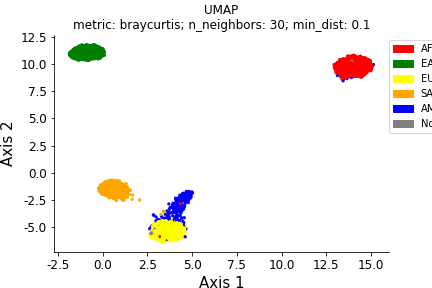 UMAP
metric: braycurtis; n_neighbors: 30; min_dist: 0.1
12.5
10.0
7.5
5.0
2.5
0.0
-2.5
-5.0
Axis 2
-2.5 0.0 2.5 5.0 7.5 10.0 12.5 15.0
Axis 1
AF
EA
EU
SA
AM
No